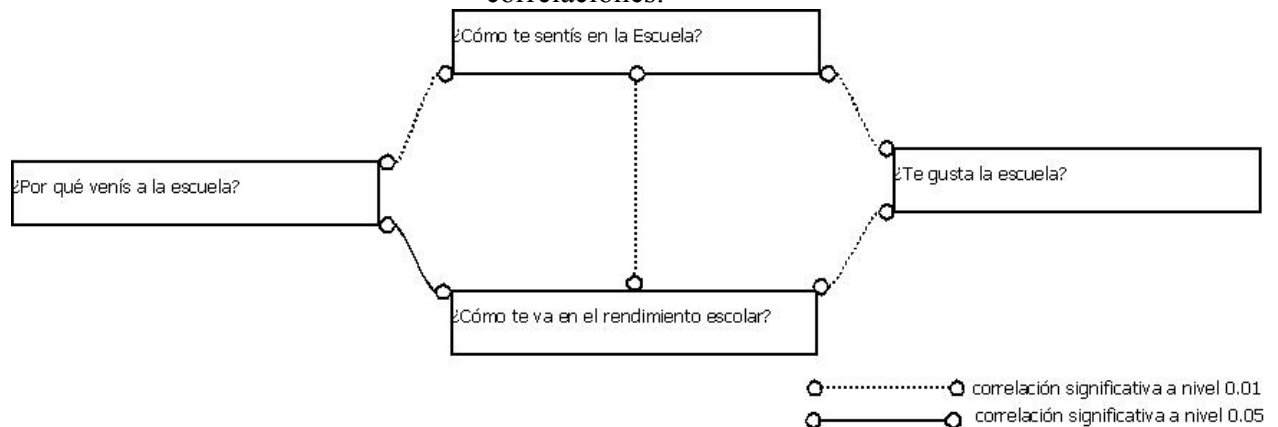 correlaciones.
¿Cómo te sentís en la Escuela?
¿Por qué venís a la escuela?
¿Te gusta la escuela?
¿Cómo te va en el rendimiento escolar?
correlación significativa a nivel 0.01
correlación significativa a nivel 0.05